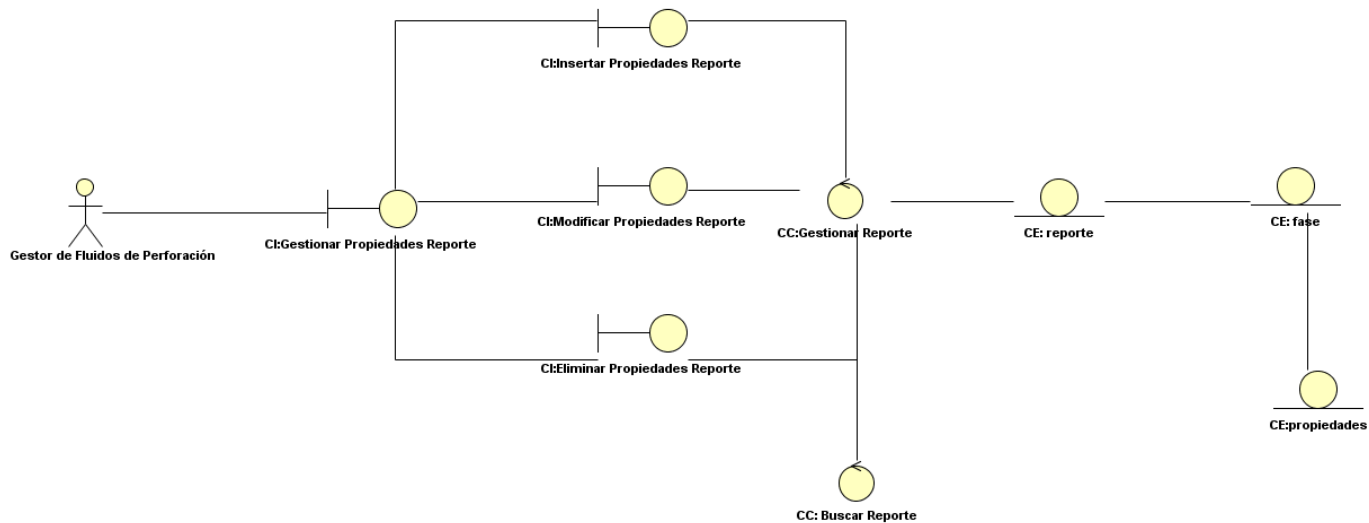 CI:Insertar Propiedades Reporte
Gestor de Fluidos de Perforación
CI:Gestionar Propiedades Reporte
CI:Modificar Propiedades Reporte
CC:Gestionar Reporte
CE: reporte
CE: fase
CI:Eliminar Propiedades Reporte
CE:propiedades
CC: Buscar Reporte